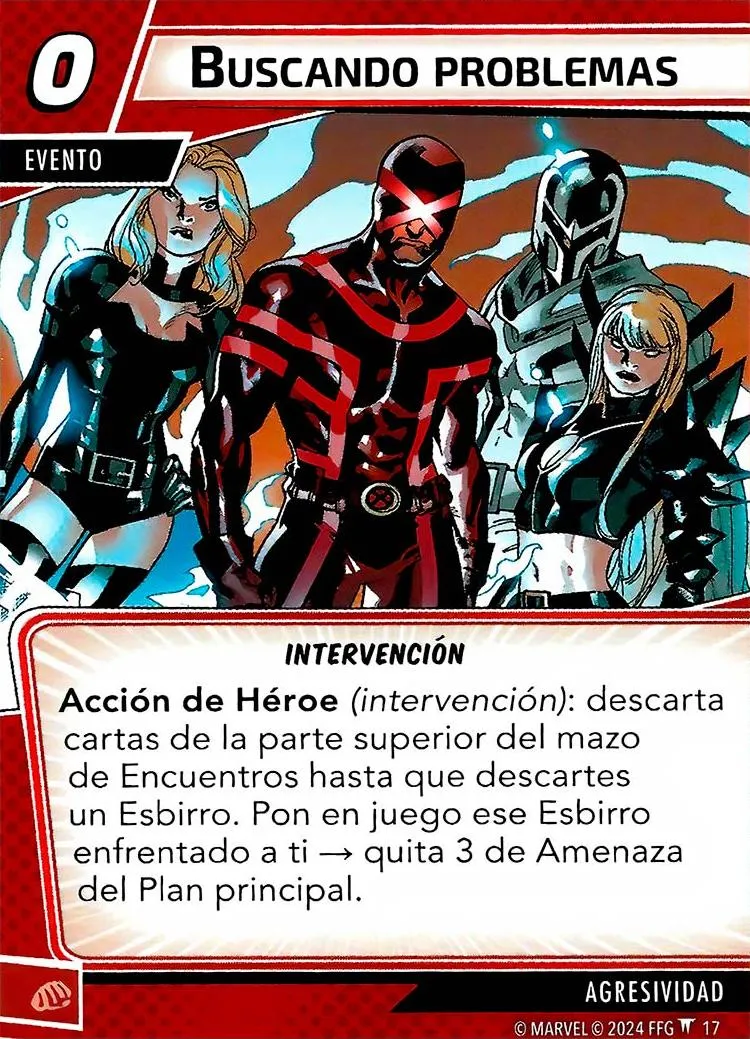 0
BUSCANDO PROBLEMAS
EVENTO
INTERVENCIÓN
Acción de Héroe (intervención): descarta
cartas de la parte superior del mazo
de Encuentros hasta que descartes
un Esbirro. Pon en juego ese Esbirro
enfrentado a ti → quita 3 de Amenaza
del Plan principal.
AGRESIVIDAD
© MARVEL © 2024 FFG 17